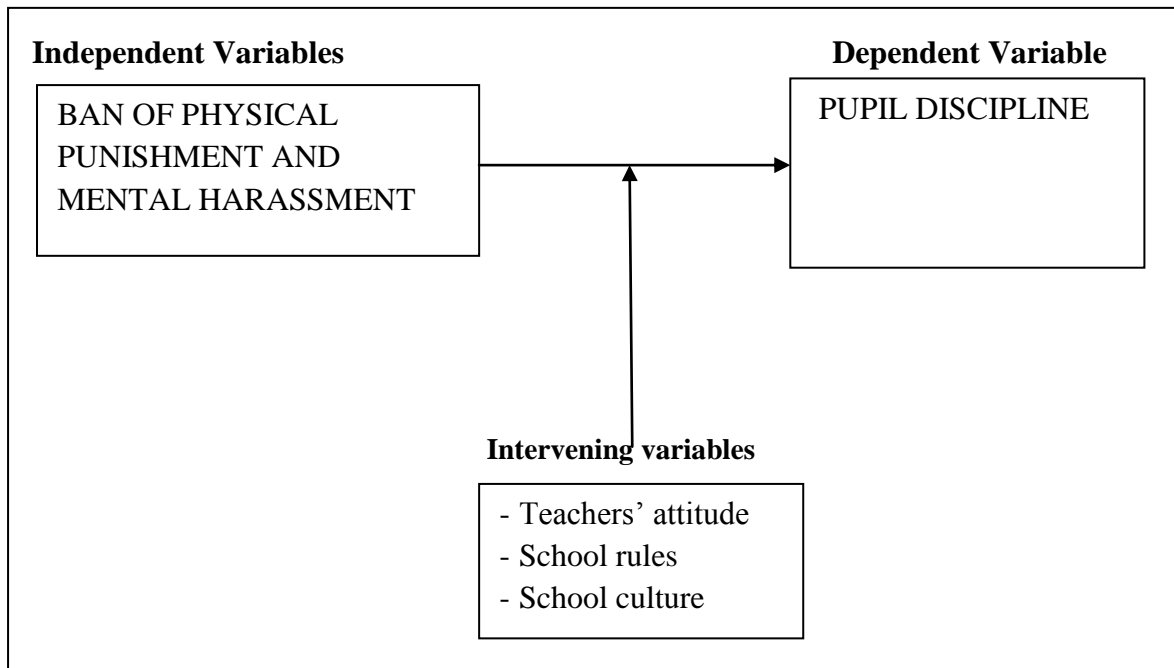 Independent Variables
BAN OF PHYSICAL
PUNISHMENT AND
MENTAL HARASSMENT
Dependent Variable
PUPIL DISCIPLINE
Intervening variables
- Teachers’ attitude
- School rules
- School culture